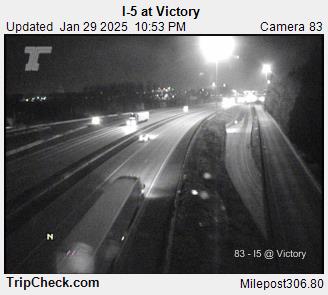 I-5 at Victory
Updated Jan 29 2025 10:53 PM Camera 83
T
N
83 - I5 @ Victory
TripCheck.com Milepost306.80